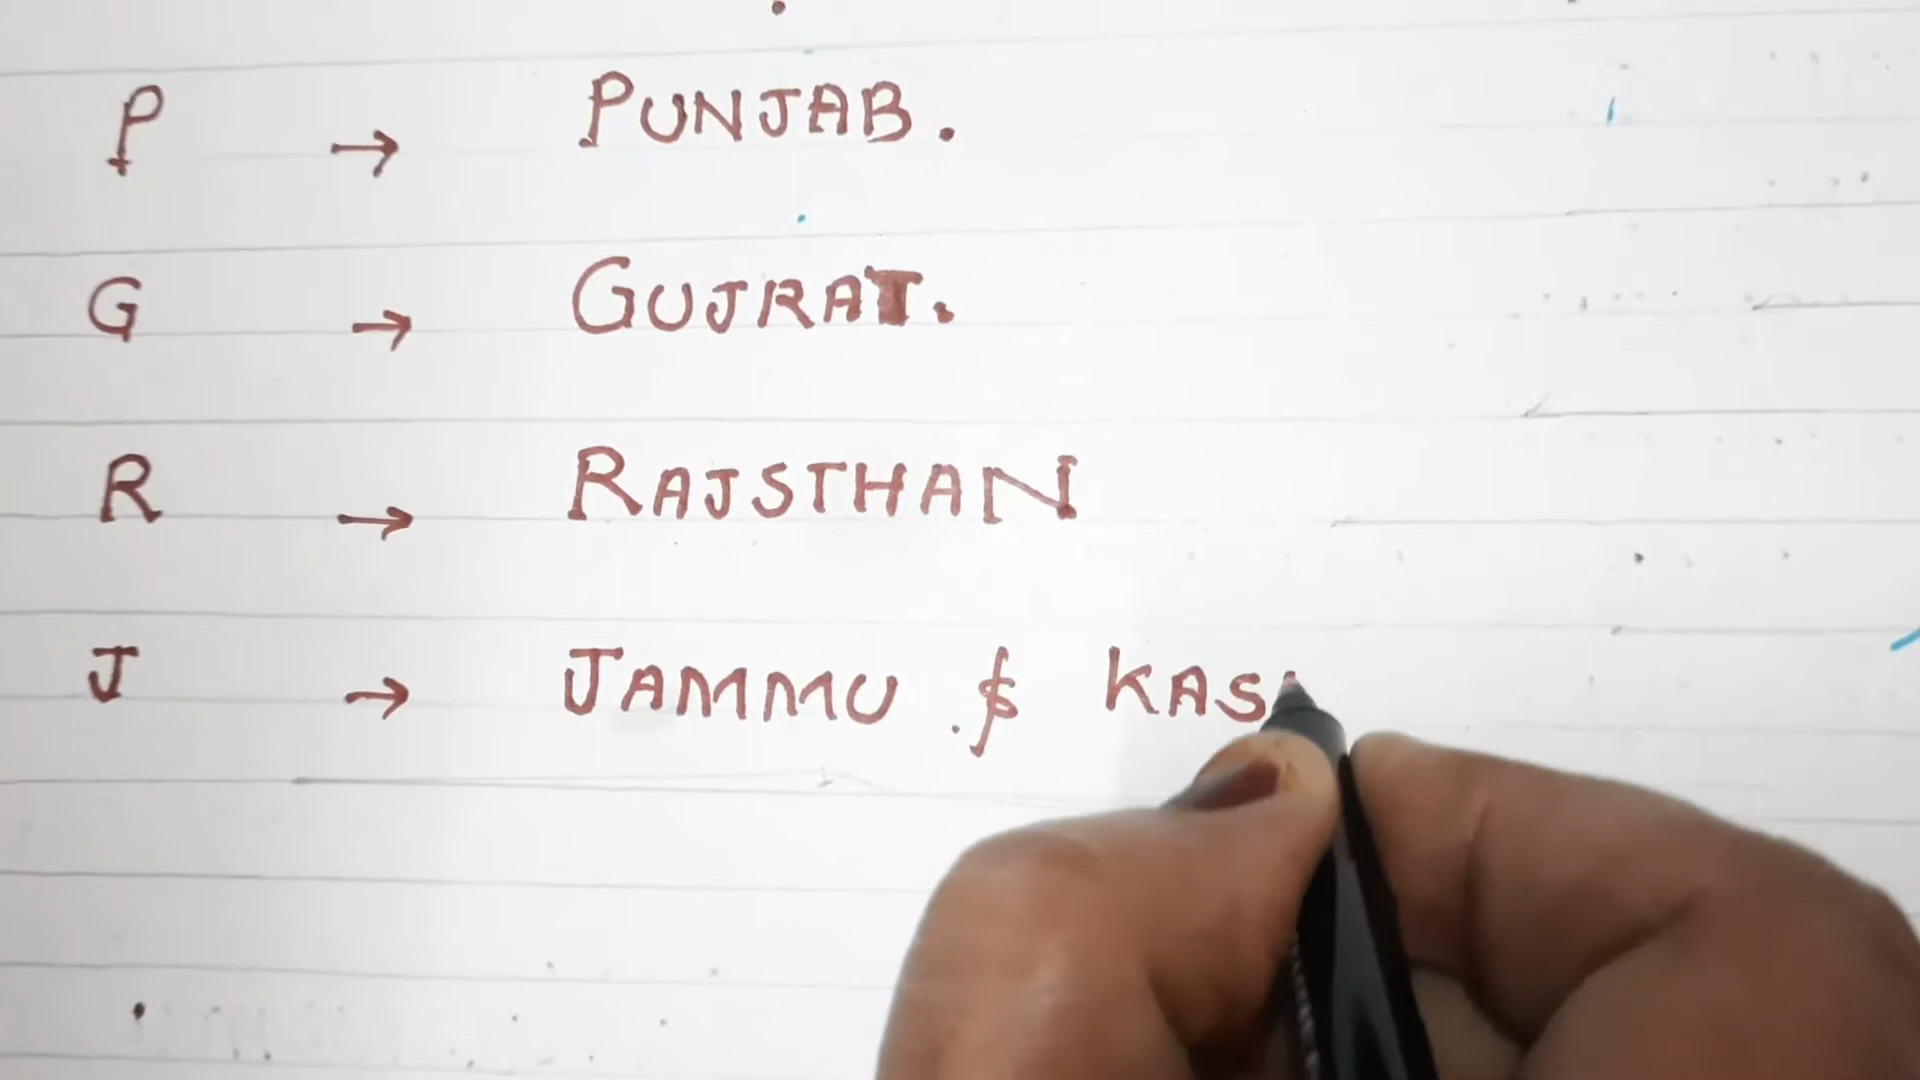 P → PUNJAB.
G → GUJRAT.
R → RAJSTHAN
J → JAMMU & KAS